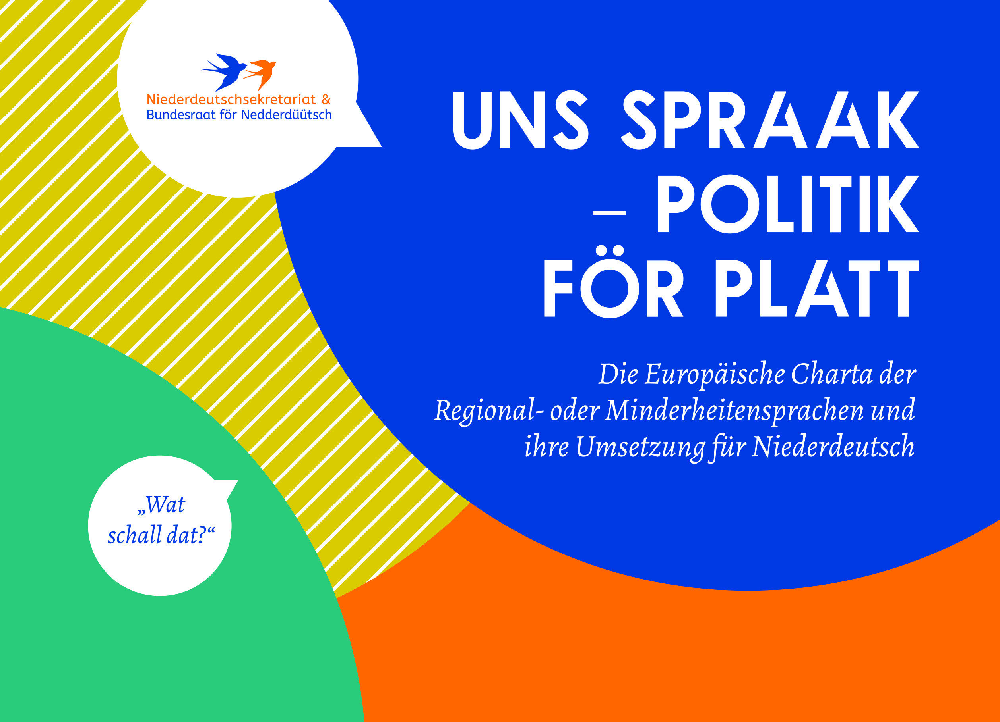 Niederdeutschsekretariat &
Bundesraat för Nedderdüütsch
UNS SPRAAK
– POLITIK
FÖR PLATT
Die Europäische Charta der
Regional- oder Minderheitensprachen und
ihre Umsetzung für Niederdeutsch
„Wat
schall dat?“